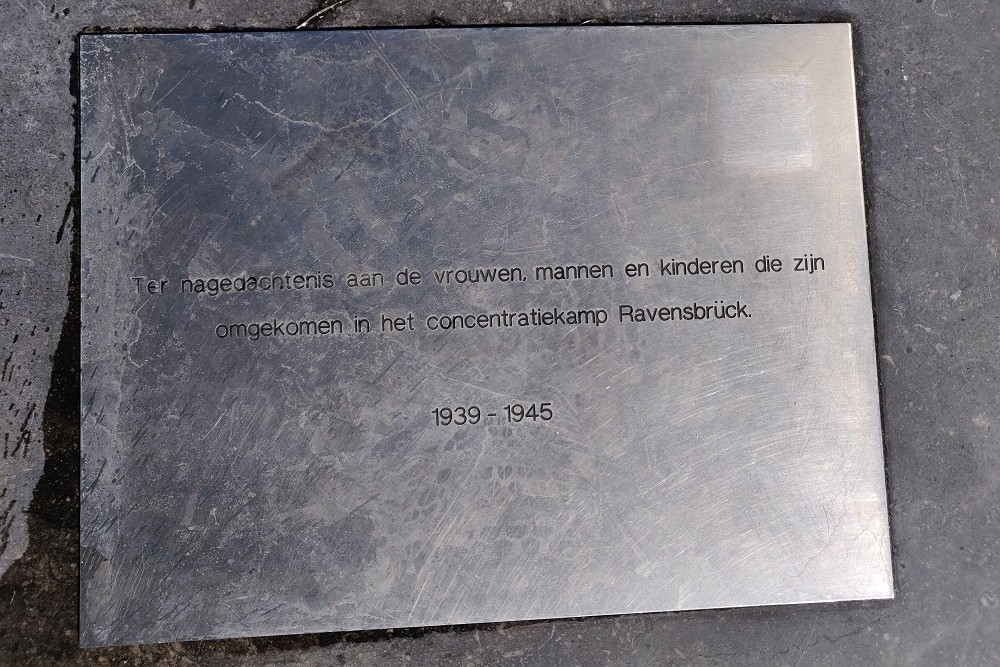 Ter nagedachtenis aan de vrouwen, mannen en kinderen die zijn
omgekomen in het concentratiekamp Ravensbrück.
1939 - 1945